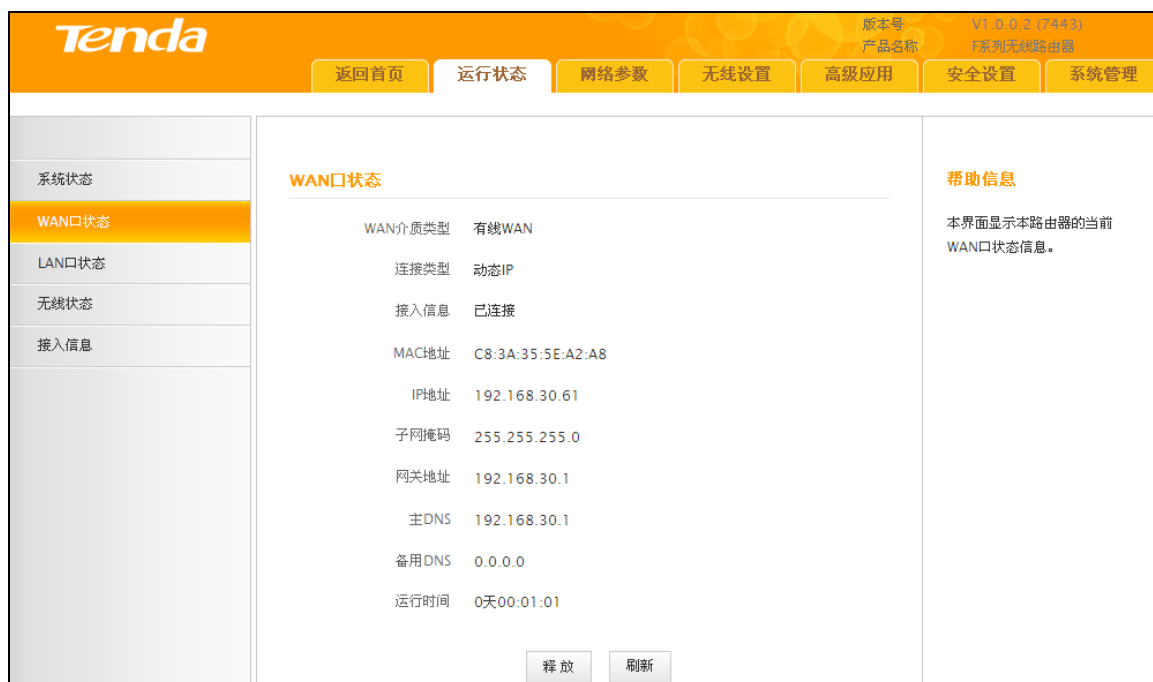 Tenda
版本号 V1.0.0.2 (7443)
产品名称 F系列无线路由器
返回首页 运行状态 网络参数 无线设置 高级应用 安全设置 系统管理
系统状态
WAN口状态
LAN口状态
无线状态
接入信息
WAN口状态
WAN介质类型 有线WAN
连接类型 动态IP
接入信息 已连接
MAC地址 C8:3A:35:5E:A2:A8
IP地址 192.168.30.61
子网掩码 255.255.255.0
网关地址 192.168.30.1
主DNS 192.168.30.1
备用DNS 0.0.0.0
运行时间 0天00:01:01
释放 刷新
帮助信息
本界面显示本路由器的当前
WAN口状态信息。